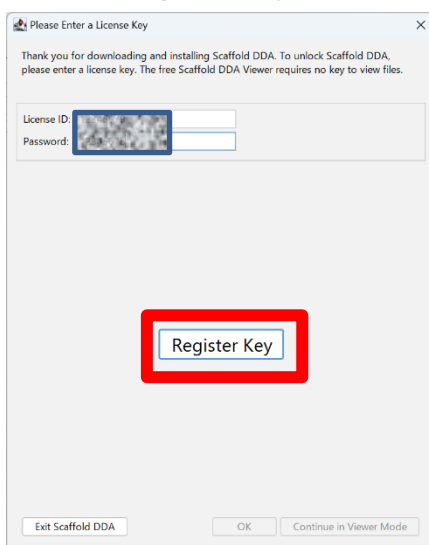 Please Enter a License Key
Thank you for downloading and installing Scaffold DDA. To unlock Scaffold DDA,
please enter a license key. The free Scaffold DDA Viewer requires no key to view files.
License ID:
Password:
Register Key
Exit Scaffold DDA
OK
Continue in Viewer Mode